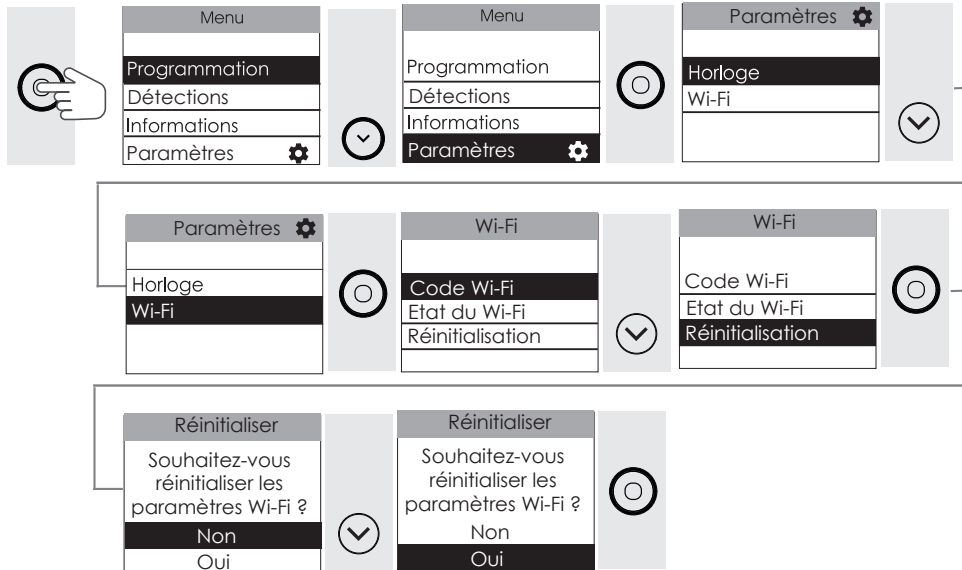 Menu
Programmation
Détections
Informations
Paramètres
Menu
Programmation
Détections
Informations
Paramètres
Paramètres
Horloge
Wi-Fi
Paramètres
Horloge
Wi-Fi
Wi-Fi
Code Wi-Fi
Etat du Wi-Fi
Réinitialisation
Wi-Fi
Code Wi-Fi
Etat du Wi-Fi
Réinitialisation
Réinitialiser
Souhaitez-vous
réinitialiser les
paramètres Wi-Fi ?
Non
Oui
Réinitialiser
Souhaitez-vous
réinitialiser les
paramètres Wi-Fi ?
Non
Oui